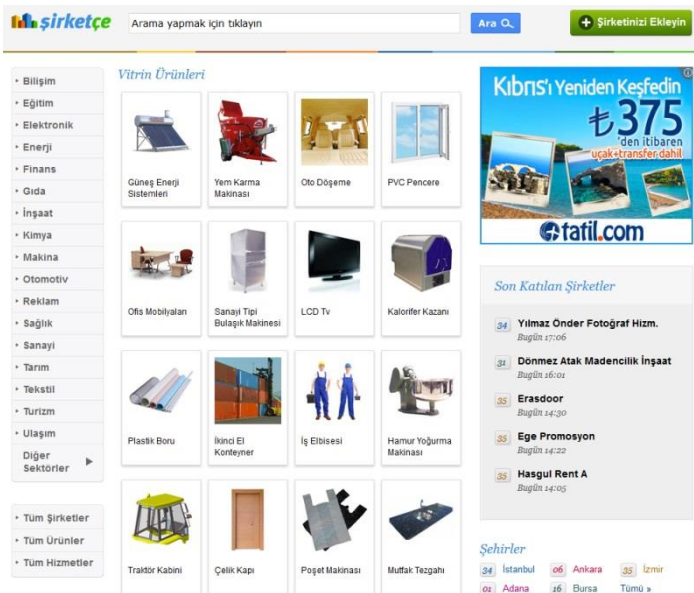 şirketçe
Arama yapmak için tıklayın
Ara
Şirketinizi Ekleyin
Bilişim
Eğitim
Elektronik
Enerji
Finans
Gıda
İnşaat
Kimya
Makina
Otomotiv
Reklam
Sağlık
Sanayi
Tarım
Tekstil
Turizm
Ulaşım
Diğer
Sektörler
Tüm Şirketler
Tüm Ürünler
Tüm Hizmetler
Vitrin Ürünleri
Güneş Enerji
Sistemleri
Yem Karma
Makinası
Oto Döşeme
PVC Pencere
Ofis Mobilyaları
Sanayi Tipi
Bulaşık Makinesi
LCD Tv
Kalorifer Kazanı
Plastik Boru
İkinci El
Konteyner
İş Elbisesi
Hamur Yoğurma
Makinası
Traktör Kabini
Çelik Kapı
Poşet Makinası
Mutfak Tezgahı
Kıbrıs'ı Yeniden Keşfedin
₺375
'den itibaren
uçak+transfer dahil
tatil.com
Son Katılan Şirketler
34 Yılmaz Önder Fotoğraf Hizm.
Bugün 17:06
31 Dönmez Atak Madencilik İnşaat
Bugün 16:01
35 Erasdoor
Bugün 14:30
35 Ege Promosyon
Bugün 14:22
35 Hasgul Rent A
Bugün 14:05
Şehirler
34 İstanbul 06 Ankara 35 İzmir
01 Adana 16 Bursa Tümü »